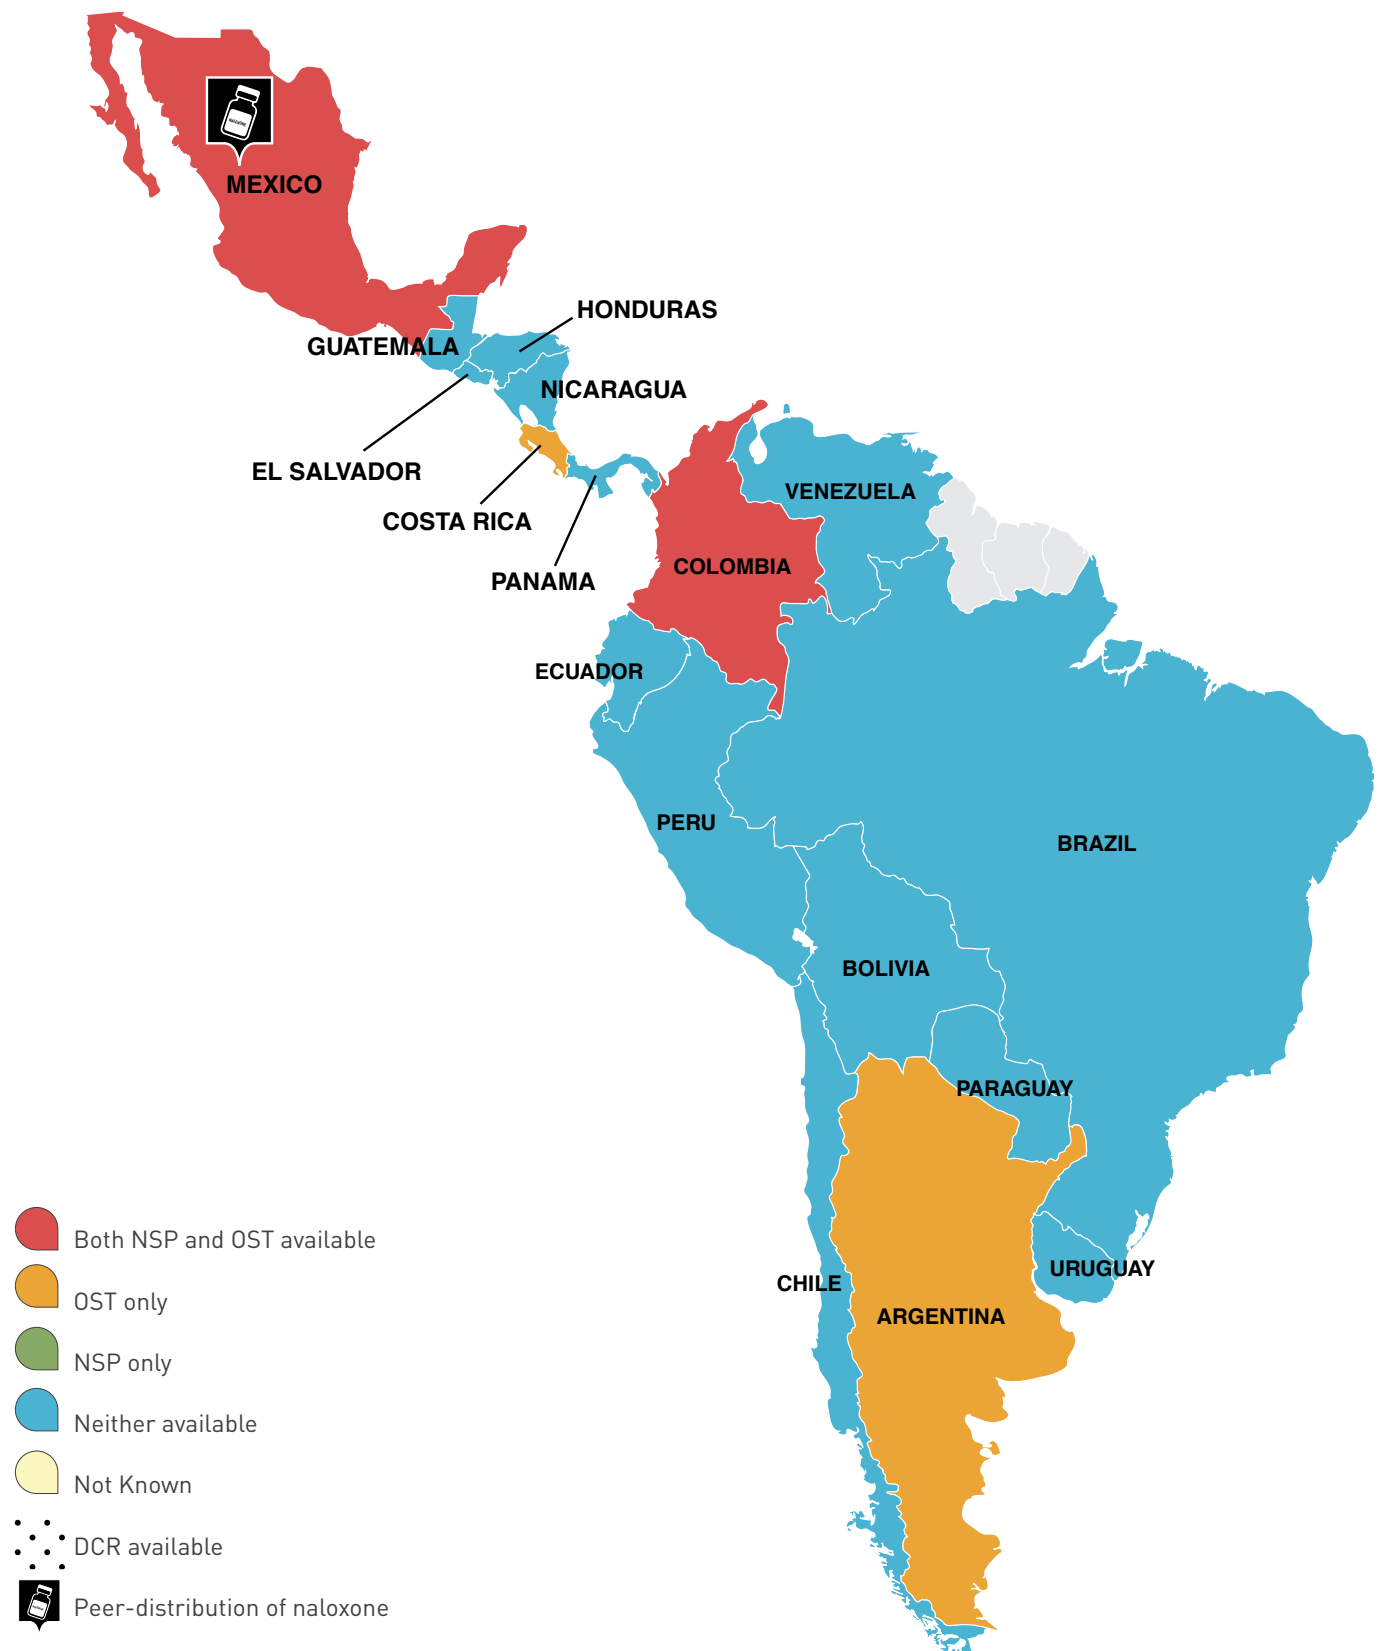 MEXICO
HONDURAS
GUATEMALA
NICARAGUA
EL SALVADOR
VENEZUELA
COSTA RICA
COLOMBIA
PANAMA
ECUADOR
PERU
BRAZIL
BOLIVIA
PARAGUAY
URUGUAY
CHILE
ARGENTINA
Both NSP and OST available
OST only
NSP only
Neither available
Not Known
DCR available
Peer-distribution of naloxone